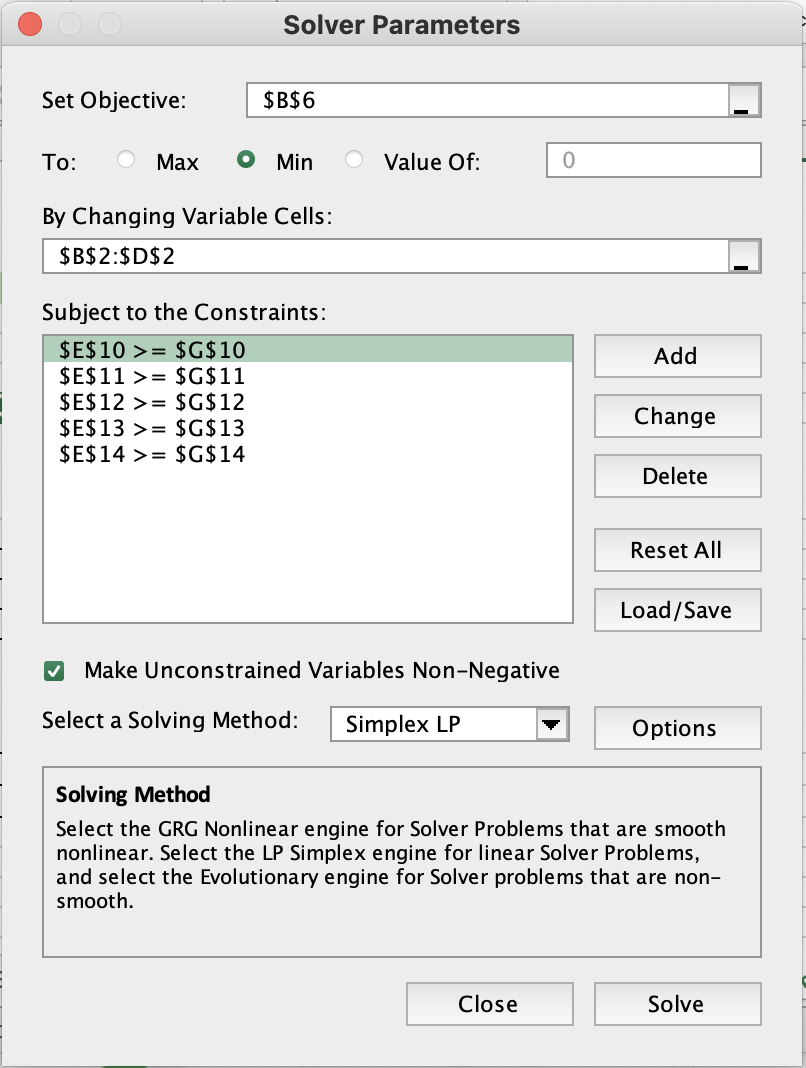 Solver Parameters
Set Objective: $B$6
To: Max Min Value Of: 0
By Changing Variable Cells:
$B$2:$D$2
Subject to the Constraints:
$E$10 >= $G$10
$E$11 >= $G$11
$E$12 >= $G$12
$E$13 >= $G$13
$E$14 >= $G$14
Add
Change
Delete
Reset All
Load/Save
Make Unconstrained Variables Non-Negative
Select a Solving Method: Simplex LP Options
Solving Method
Select the GRG Nonlinear engine for Solver Problems that are smooth
nonlinear. Select the LP Simplex engine for linear Solver Problems,
and select the Evolutionary engine for Solver problems that are non-
smooth.
Close Solve